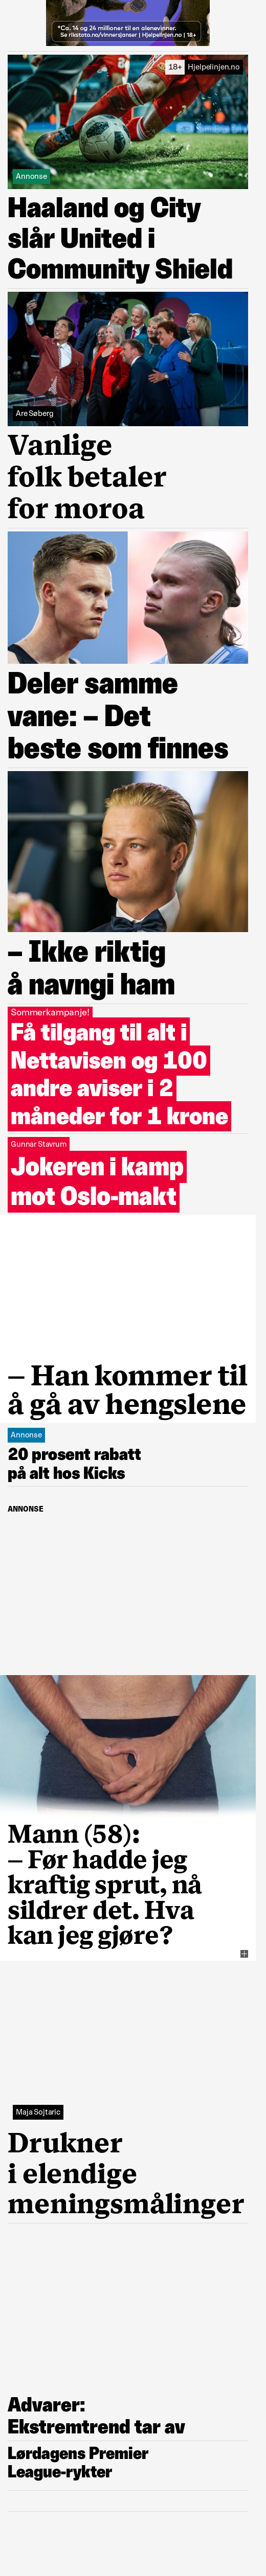 *Ca. 14 og 24 millioner til en alenevinner.
Se rikstoto.no/vinnersjanser | Hjelpelinjen.no | 18+
18+ Hjelpelinjen.no
Annonse
Haaland og City
slår United i
Community Shield
Are Søberg
Vanlige
folk betaler
for moroa
Deler samme
vane: – Det
beste som finnes
– Ikke riktig
å navngi ham
Sommerkampanje!
Få tilgang til alt i
Nettavisen og 100
andre aviser i 2
måneder for 1 krone
Gunnar Stavrum
Jokeren i kamp
mot Oslo-makt
– Han kommer til
å gå av hengslene
Annonse
20 prosent rabatt
på alt hos Kicks
ANNONSE
Mann (58):
– Før hadde jeg
kraftig sprut, nå
sildrer det. Hva
kan jeg gjøre?
Maja Sojtaric
Drukner
i elendige
meningsmålinger
Advarer:
Ekstremtrend tar av
Lørdagens Premier
League-rykter